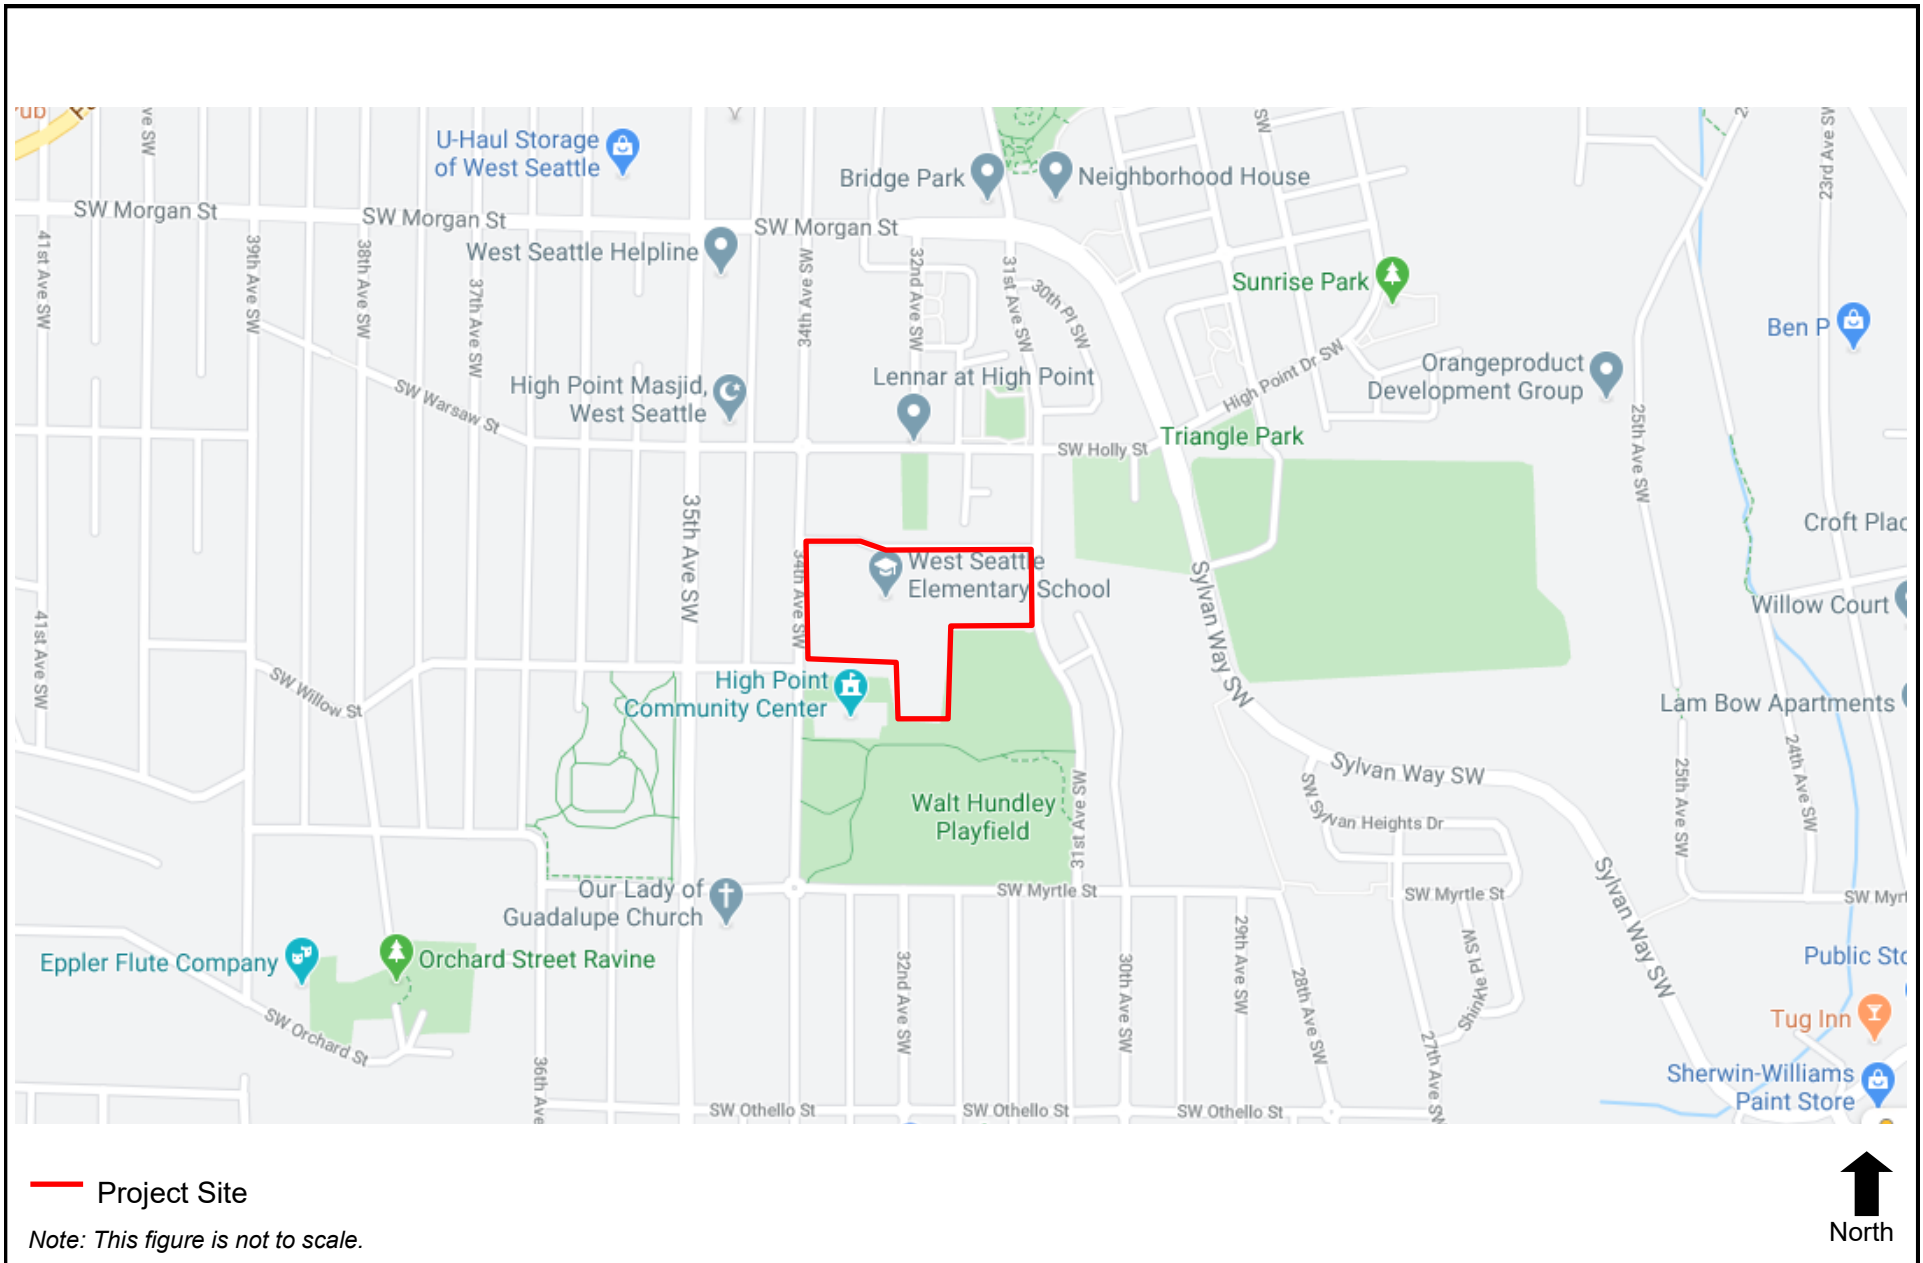 ve SW
SW
23rd Ave SW
U-Haul Storage
of West Seattle
Bridge Park
Neighborhood House
SW Morgan St
SW Morgan St
SW Morgan St
41st Ave SW
39th Ave SW
38th Ave SW
37th Ave SW
34th Ave SW
32nd Ave SW
31st Ave SW
30th Pl SW
West Seattle Helpline
Sunrise Park
Ben P
High Point Masjid,
West Seattle
SW Warsaw St
Lennar at High Point
High Point Dr SW
Orangeproduct
Development Group
Triangle Park
SW Holly St
25th Ave SW
35th Ave SW
Croft Plac
34th Ave SW
West Seattle
Elementary School
Sylvan Way SW
Willow Court
41st Ave SW
SW Willow St
High Point
Community Center
Lam Bow Apartments
Sylvan Way SW
24th Ave SW
25th Ave SW
SW Sylvan Heights Dr
Walt Hundley
Playfield
31st Ave SW
Our Lady of
Guadalupe Church
SW Myrtle St
SW Myrtle St
SW Myrt
Sylvan Way SW
Eppler Flute Company
Orchard Street Ravine
32nd Ave SW
30th Ave SW
29th Ave SW
28th Ave SW
Shinkle Pl SW
Public Sto
Tug Inn
SW Orchard St
36th Ave
27th Ave SW
Sherwin-Williams
Paint Store
SW Othello St
SW Othello St
SW Othello St
Project Site
Note: This figure is not to scale.
North